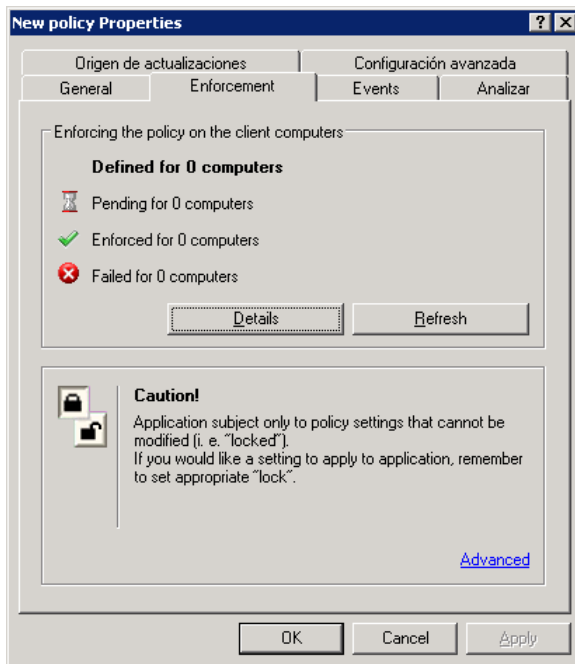 New policy Properties
Origen de actualizaciones
Configuración avanzada
General
Enforcement
Events
Analizar
Enforcing the policy on the client computers
Defined for 0 computers
Pending for 0 computers
Enforced for 0 computers
Failed for 0 computers
Details
Refresh
Caution!
Application subject only to policy settings that cannot be
modified (i. e. "locked").
If you would like a setting to apply to application, remember
to set appropriate "lock".
Advanced
OK
Cancel
Apply